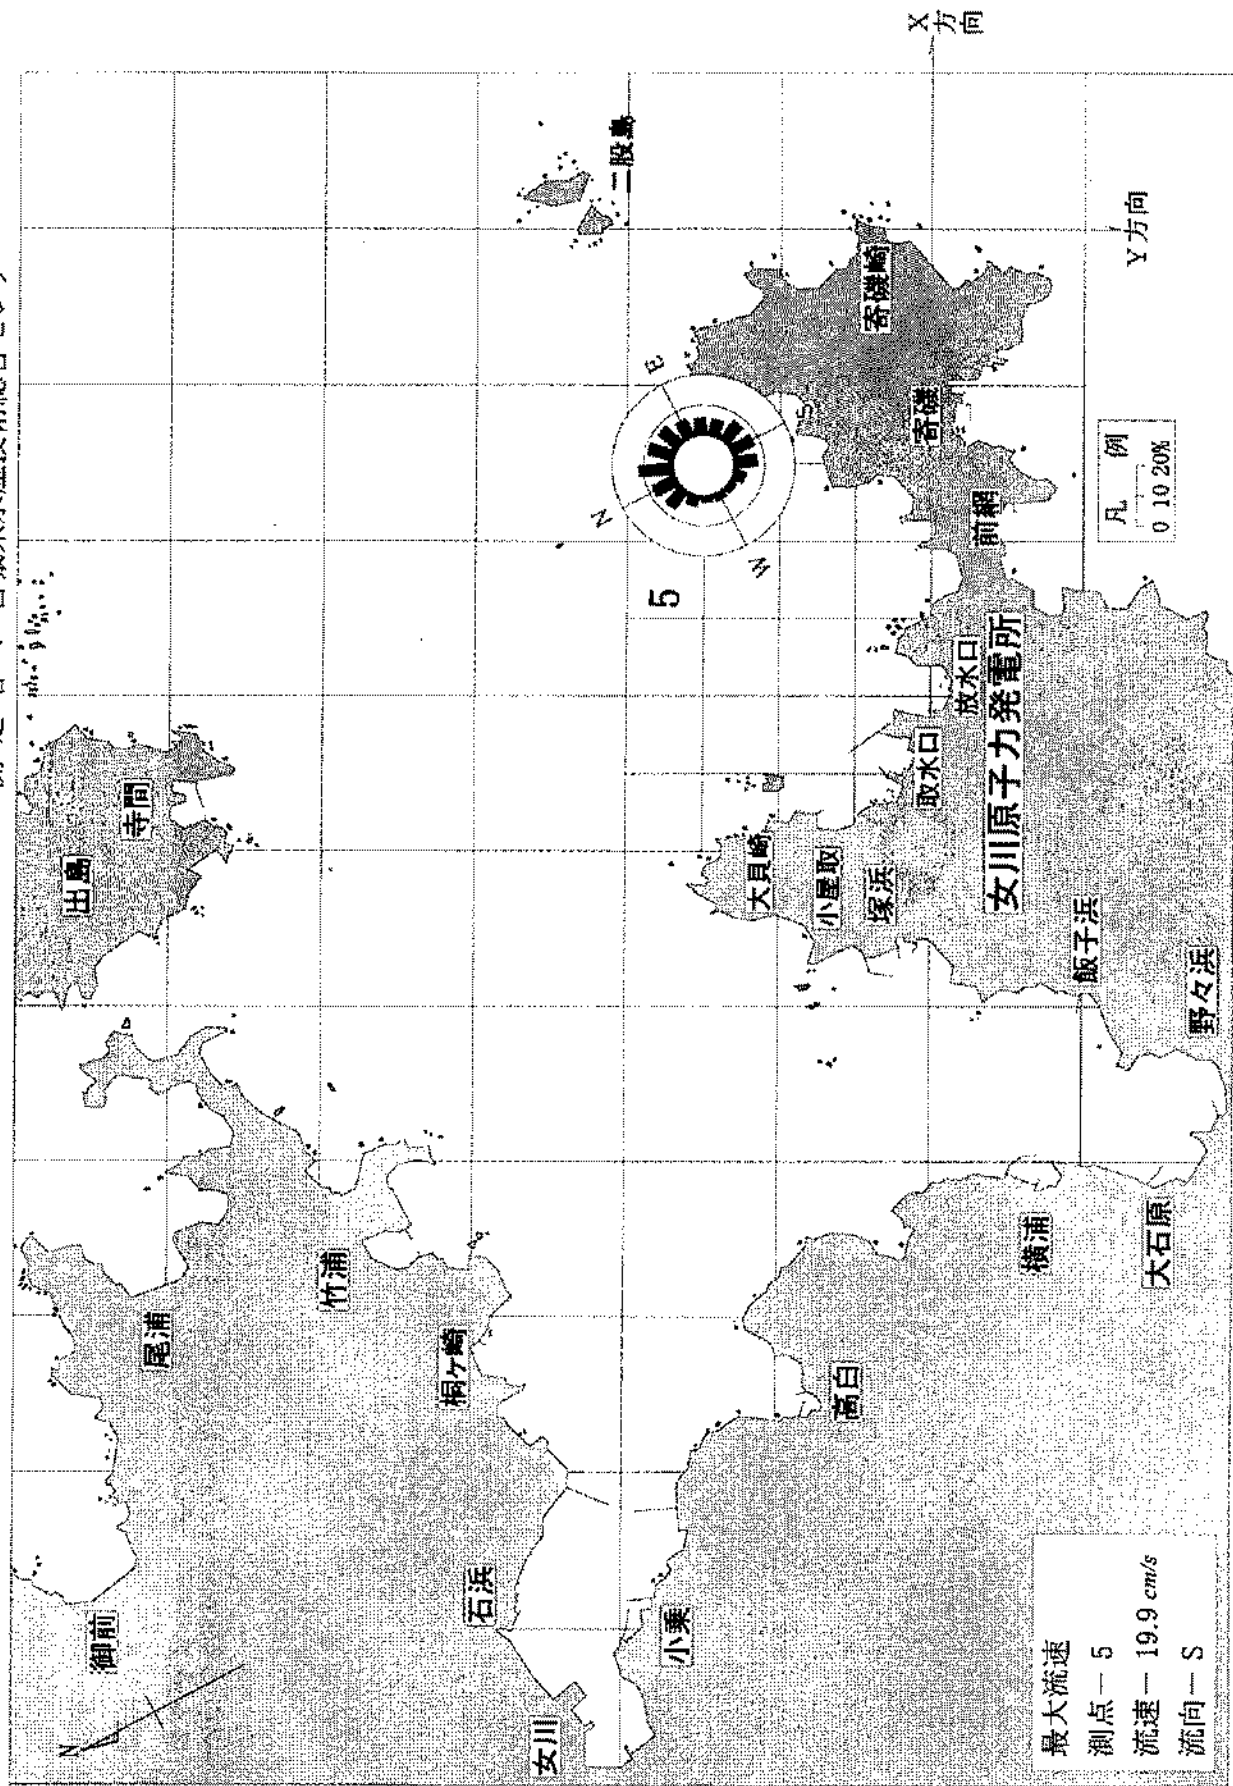 出島
寺間
二股島
御前
尾浦
竹浦
桐ヶ崎
石浜
女川
小乗
高白
横浦
大石原
野々浜
飯子浜
塚浜
小屋取
大貝崎
取水口
放水口
女川原子力発電所
前網
寄磯
寄磯崎
5
N
E
S
W
N
X方向
Y方向
凡例
0 10 20%
最大流速
測点－5
流速－19.9 cm/s
流向－S